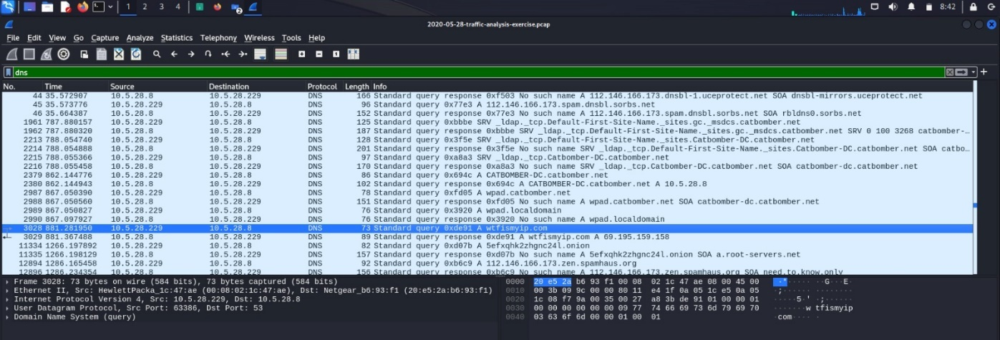 1 2 3 4 2 8:42
2020-05-28-traffic-analysis-exercise.pcap
File Edit View Go Capture Analyze Statistics Telephony Wireless Tools Help
dns
No. Time Source Destination Protocol Length Info
44 35.572907 10.5.28.8 10.5.28.229 DNS 166 Standard query response 0xf503 No such name A 112.146.166.173.dnsbl-1.uceprotect.net SOA dnsbl-mirrors.uceprotect.net
45 35.573776 10.5.28.229 10.5.28.8 DNS 96 Standard query 0x77e3 A 112.146.166.173.spam.dnsbl.sorbs.net
46 35.664387 10.5.28.8 10.5.28.229 DNS 152 Standard query response 0x77e3 No such name A 112.146.166.173.spam.dnsbl.sorbs.net SOA rbldns0.sorbs.net
1961 787.880157 10.5.28.229 10.5.28.8 DNS 125 Standard query 0xbbbe SRV _ldap._tcp.Default-First-Site-Name._sites.gc._msdcs.catbomber.net
1962 787.880320 10.5.28.8 10.5.28.229 DNS 187 Standard query response 0xbbbe SRV _ldap._tcp.Default-First-Site-Name._sites.gc._msdcs.catbomber.net SRV 0 100 3268 catbomber-…
2213 788.054740 10.5.28.229 10.5.28.8 DNS 128 Standard query 0x3f5e SRV _ldap._tcp.Default-First-Site-Name._sites.Catbomber-DC.catbomber.net
2214 788.054888 10.5.28.8 10.5.28.229 DNS 201 Standard query response 0x3f5e No such name SRV _ldap._tcp.Default-First-Site-Name._sites.Catbomber-DC.catbomber.net SOA catbo…
2215 788.055366 10.5.28.229 10.5.28.8 DNS 97 Standard query 0xa8a3 SRV _ldap._tcp.Catbomber-DC.catbomber.net
2216 788.055458 10.5.28.8 10.5.28.229 DNS 170 Standard query response 0xa8a3 No such name SRV _ldap._tcp.Catbomber-DC.catbomber.net SOA catbomber-dc.catbomber.net
2379 862.144776 10.5.28.229 10.5.28.8 DNS 86 Standard query 0x694c A CATBOMBER-DC.catbomber.net
2380 862.144943 10.5.28.8 10.5.28.229 DNS 102 Standard query response 0x694c A CATBOMBER-DC.catbomber.net A 10.5.28.8
2987 867.050390 10.5.28.229 10.5.28.8 DNS 78 Standard query 0xfd05 A wpad.catbomber.net
2988 867.050560 10.5.28.8 10.5.28.229 DNS 151 Standard query response 0xfd05 No such name A wpad.catbomber.net SOA catbomber-dc.catbomber.net
2989 867.050827 10.5.28.229 10.5.28.8 DNS 76 Standard query 0x3920 A wpad.localdomain
2990 867.097927 10.5.28.8 10.5.28.229 DNS 76 Standard query response 0x3920 No such name A wpad.localdomain
3028 881.281950 10.5.28.229 10.5.28.8 DNS 73 Standard query 0xde91 A wtfismyip.com
3029 881.367488 10.5.28.8 10.5.28.229 DNS 89 Standard query response 0xde91 A wtfismyip.com A 69.195.159.158
11334 1266.197892 10.5.28.229 10.5.28.8 DNS 82 Standard query 0xd07b A 5efxqhk2zhgnc24l.onion
11335 1266.198129 10.5.28.8 10.5.28.229 DNS 157 Standard query response 0xd07b No such name A 5efxqhk2zhgnc24l.onion SOA a.root-servers.net
12894 1286.165458 10.5.28.229 10.5.28.8 DNS 92 Standard query 0xb6c9 A 112.146.166.173.zen.spamhaus.org
12896 1286.234354 10.5.28.8 10.5.28.229 DNS 156 Standard query response 0xb6c9 No such name A 112.146.166.173.zen.spamhaus.org SOA need.to.know.only
Frame 3028: 73 bytes on wire (584 bits), 73 bytes captured (584 bits)
Ethernet II, Src: HewlettPacka_1c:47:ae (00:08:02:1c:47:ae), Dst: Netgear_b6:93:f1 (20:e5:2a:b6:93:f1)
Internet Protocol Version 4, Src: 10.5.28.229, Dst: 10.5.28.8
User Datagram Protocol, Src Port: 63386, Dst Port: 53
Domain Name System (query)
0000 20 e5 2a b6 93 f1 00 08 02 1c 47 ae 08 00 45 00 ·*····· ··G···E·
0010 00 3b 09 9c 00 00 80 11 e4 1f 0a 05 1c e5 0a 05 ·;······ ········
0020 1c 08 f7 9a 00 35 00 27 a8 3b de 91 01 00 00 01 ·····5·' ·;······
0030 00 00 00 00 00 00 09 77 74 66 69 73 6d 79 69 70 ·······w tfismyip
0040 03 63 6f 6d 00 00 01 00 01 ·com···· ·